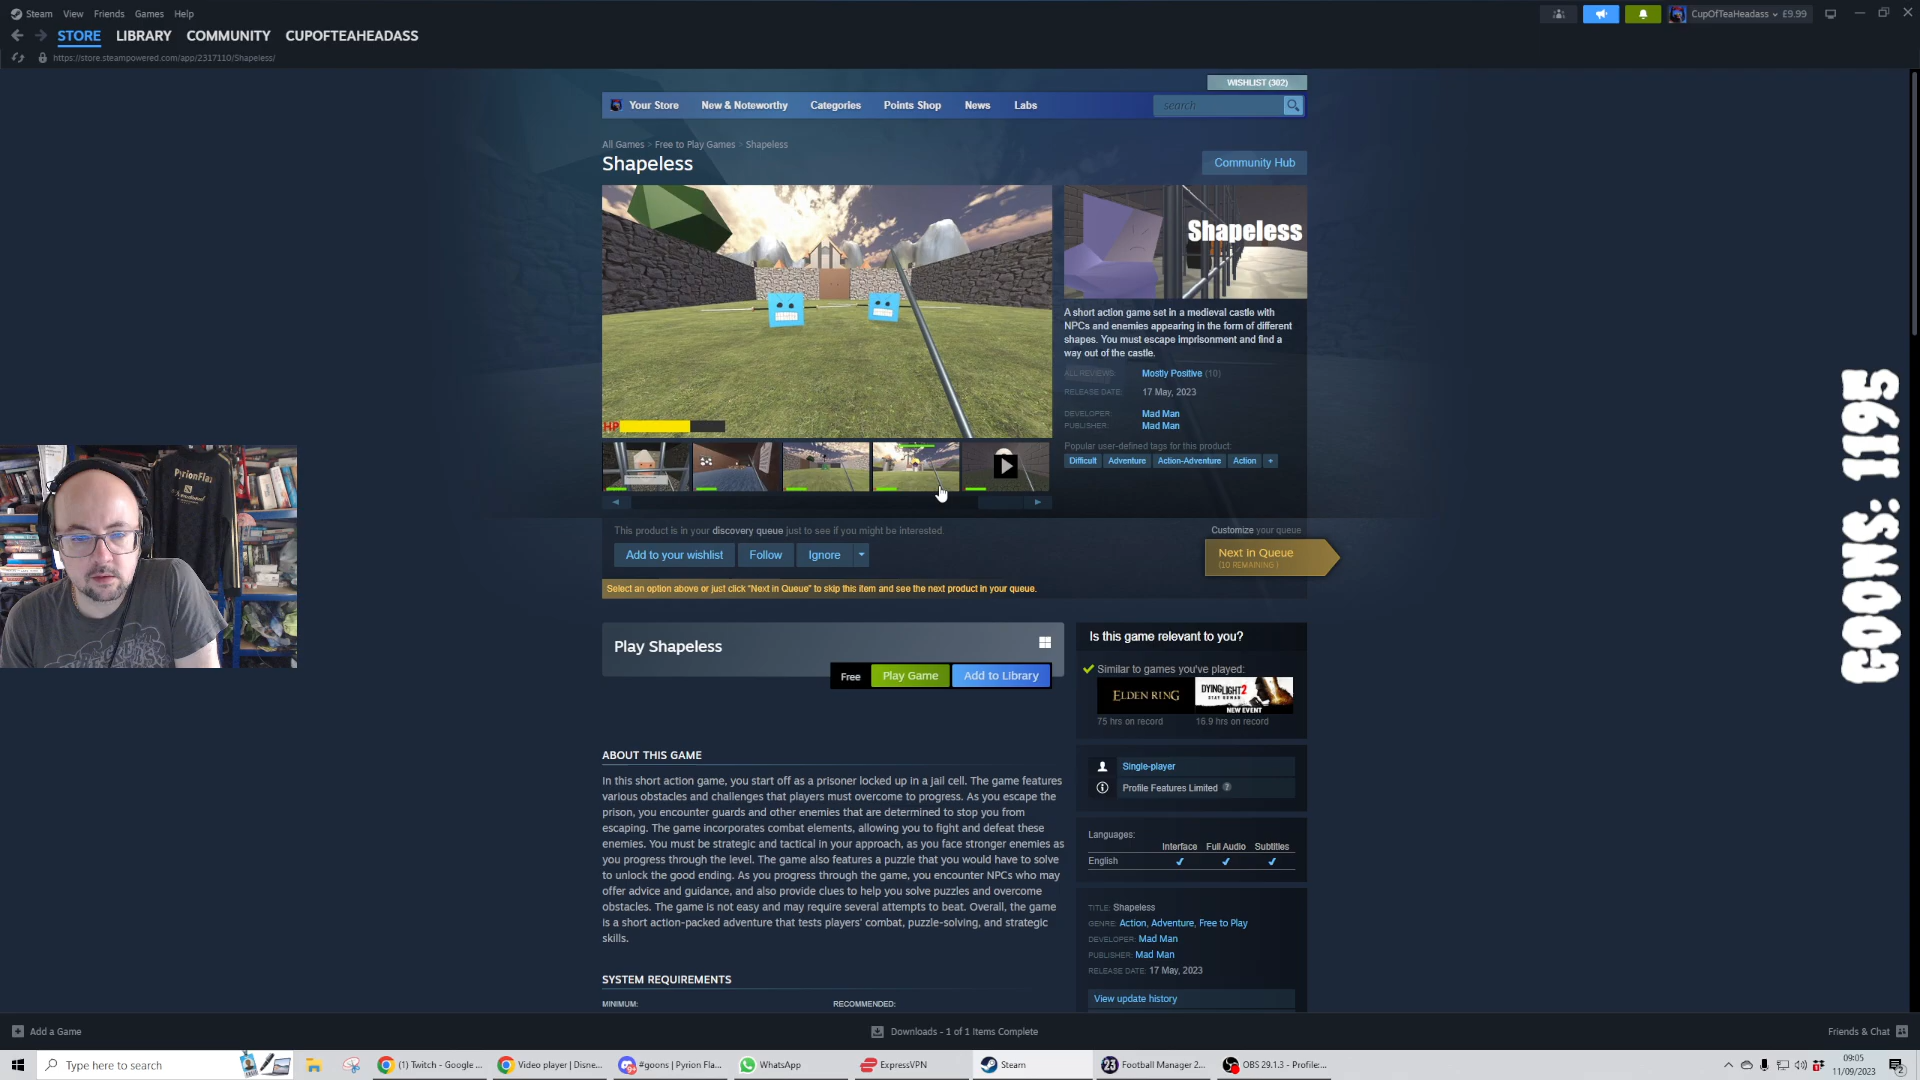 Steam View Friends Games Help
CupOfTeaHeadass £9.99
STORE LIBRARY COMMUNITY CUPOFTEAHEADASS
https://store.steampowered.com/app/2317110/Shapeless/
WISHLIST (302)
Your Store New & Noteworthy Categories Points Shop News Labs search
All Games > Free to Play Games > Shapeless
Shapeless
Community Hub
HP
Shapeless
A short action game set in a medieval castle with
NPCs and enemies appearing in the form of different
shapes. You must escape imprisonment and find a
way out of the castle.
ALL REVIEWS: Mostly Positive (10)
RELEASE DATE: 17 May, 2023
DEVELOPER: Mad Man
PUBLISHER: Mad Man
Popular user-defined tags for this product:
Difficult Adventure Action-Adventure Action +
This product is in your discovery queue just to see if you might be interested.
Customize your queue
Add to your wishlist Follow Ignore
Next in Queue
(10 REMAINING )
Select an option above or just click "Next in Queue" to skip this item and see the next product in your queue.
Play Shapeless
Free Play Game Add to Library
Is this game relevant to you?
Similar to games you've played:
ELDEN RING
DYING LIGHT 2
STAY HUMAN
NEW EVENT
75 hrs on record 16.9 hrs on record
ABOUT THIS GAME
In this short action game, you start off as a prisoner locked up in a jail cell. The game features
various obstacles and challenges that players must overcome to progress. As you escape the
prison, you encounter guards and other enemies that are determined to stop you from
escaping. The game incorporates combat elements, allowing you to fight and defeat these
enemies. You must be strategic and tactical in your approach, as you face stronger enemies as
you progress through the level. The game also features a puzzle that you would have to solve
to unlock the good ending. As you progress through the game, you encounter NPCs who may
offer advice and guidance, and also provide clues to help you solve puzzles and overcome
obstacles. The game is not easy and may require several attempts to beat. Overall, the game
is a short action-packed adventure that tests players' combat, puzzle-solving, and strategic
skills.
Single-player
Profile Features Limited
Languages:
Interface Full Audio Subtitles
English ✔ ✔ ✔
TITLE: Shapeless
GENRE: Action, Adventure, Free to Play
DEVELOPER: Mad Man
PUBLISHER: Mad Man
RELEASE DATE: 17 May, 2023
View update history
SYSTEM REQUIREMENTS
MINIMUM: RECOMMENDED:
PyrionFlax
GOONS: 1195
Add a Game
Downloads - 1 of 1 Items Complete
Friends & Chat
Type here to search
(1) Twitch - Google ...
Video player | Disne...
#goons | Pyrion Fla...
WhatsApp
ExpressVPN
Steam
Football Manager 2...
OBS 29.1.3 - Profile:...
09:05
11/09/2023
2